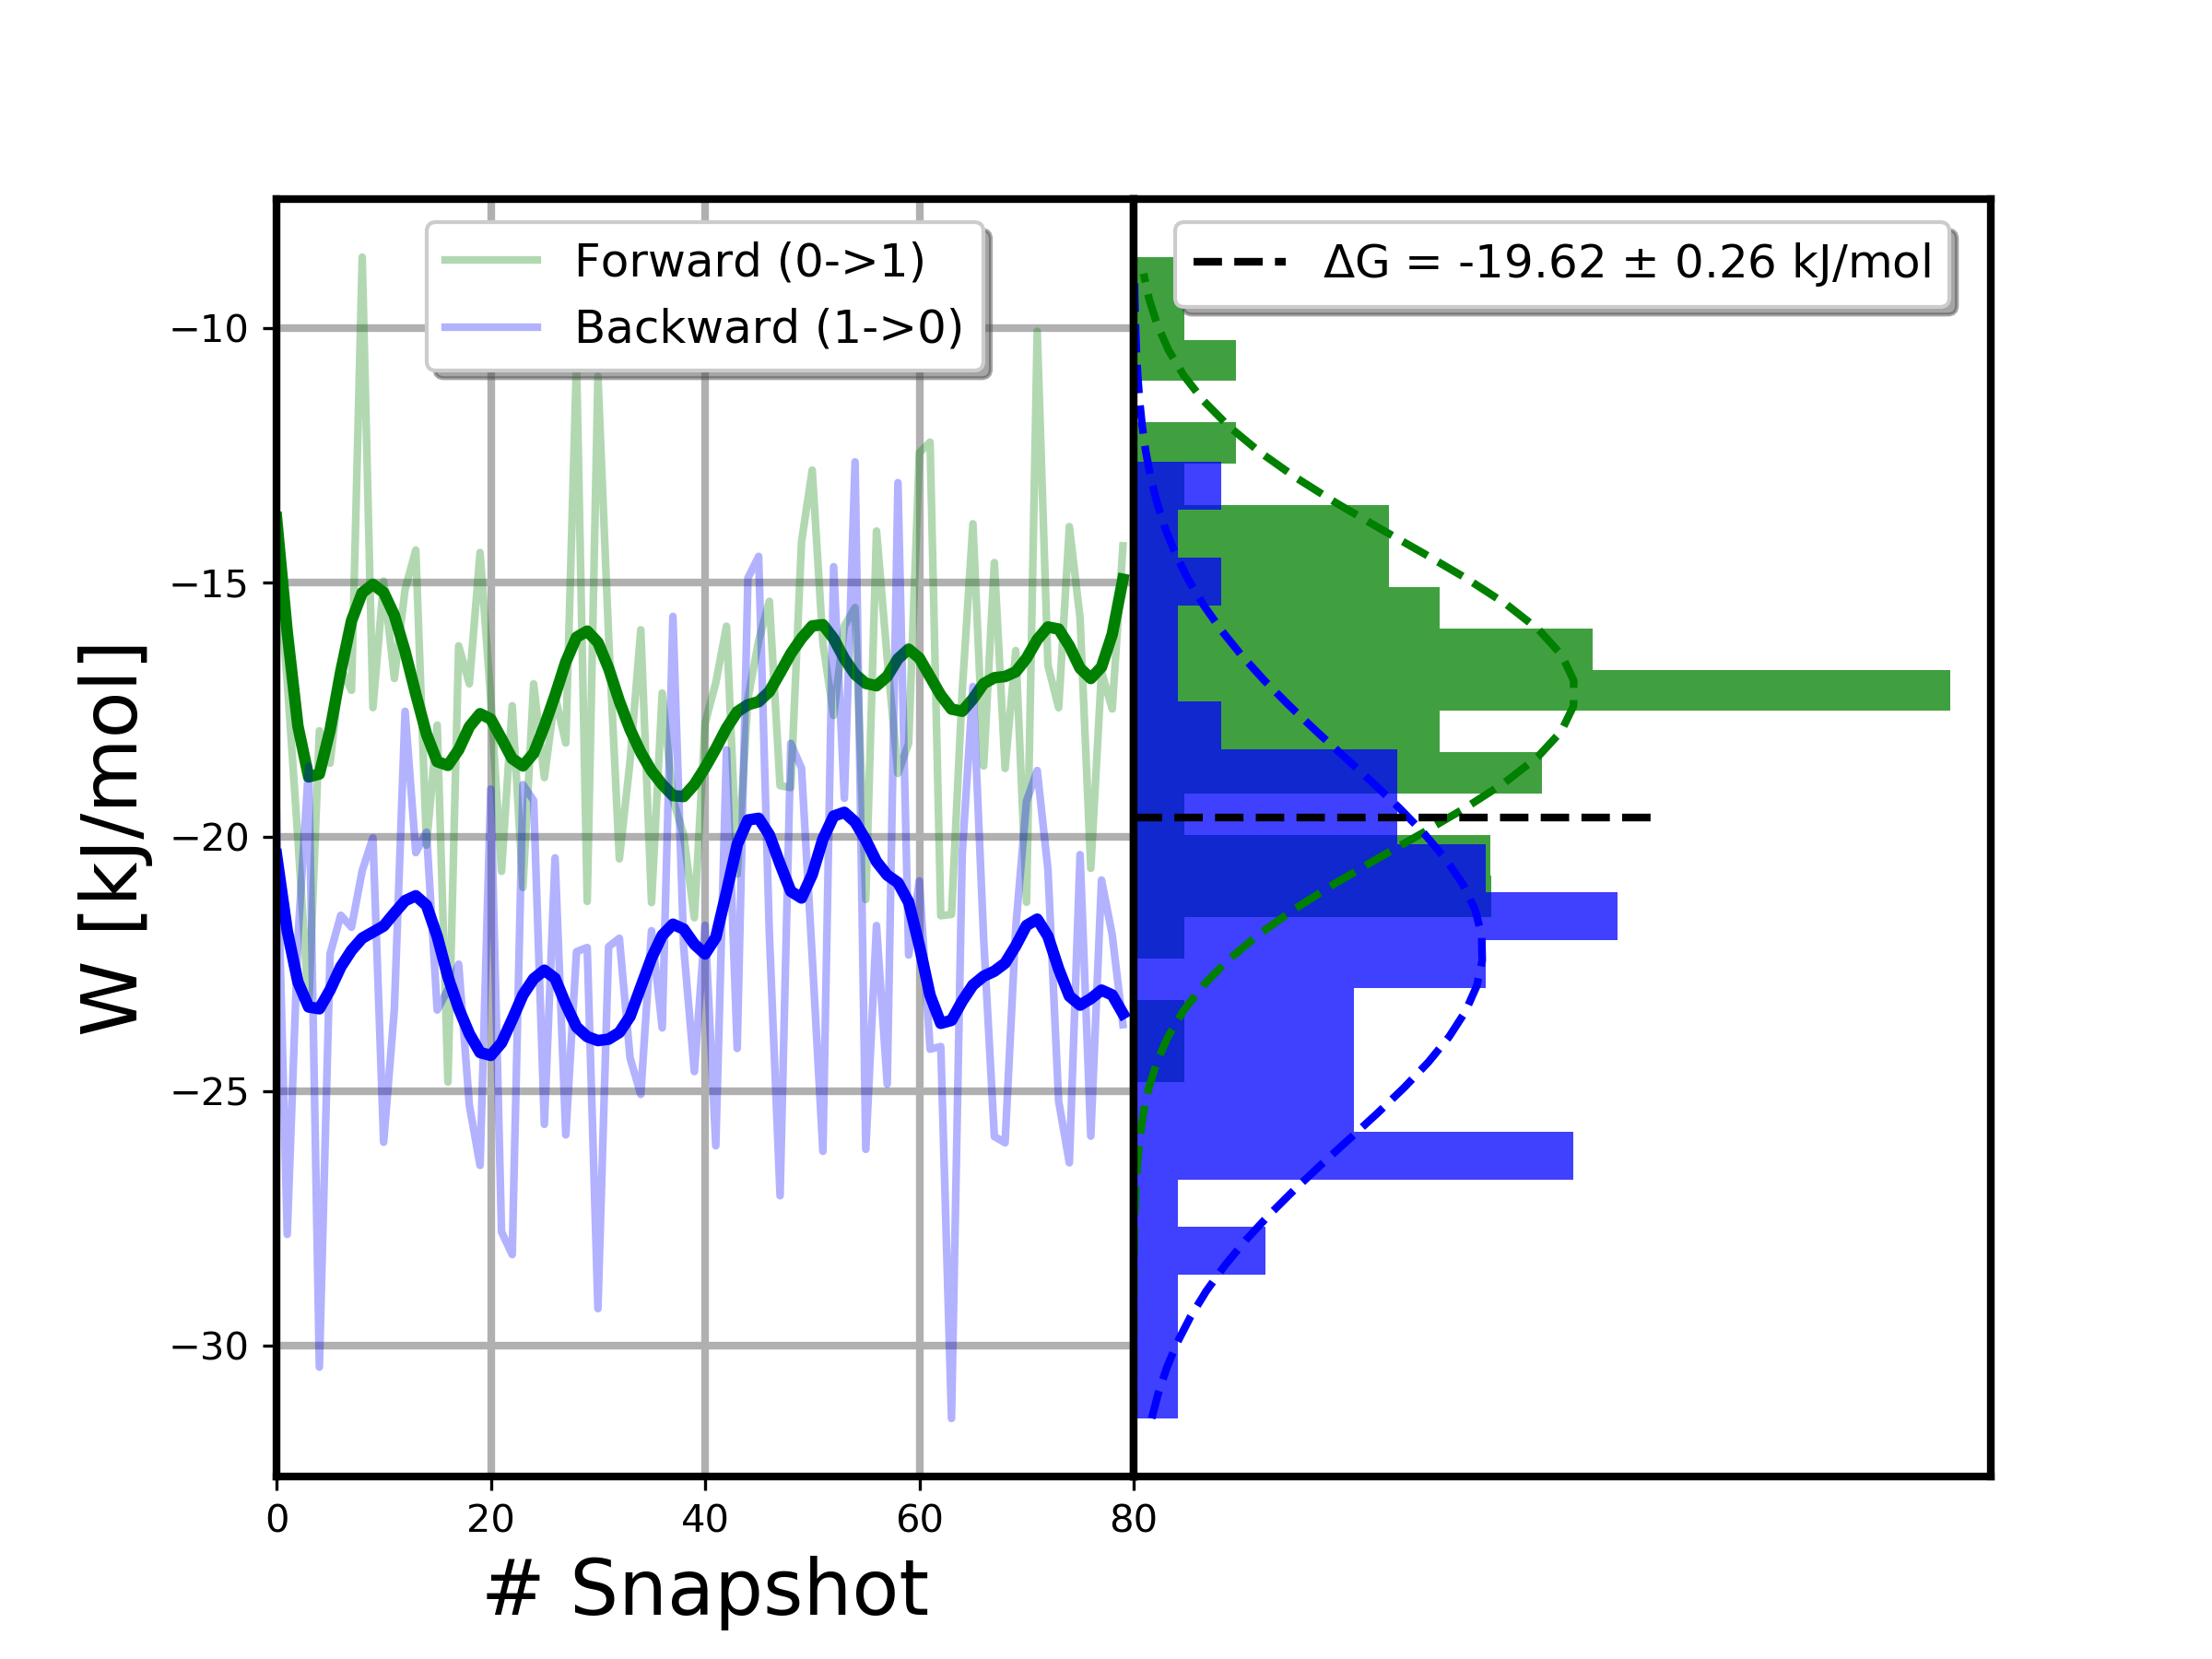 Forward (0->1)
Backward (1->0)
ΔG = -19.62 ± 0.26 kJ/mol
W [kJ/mol]
−10
−15
−20
−25
−30
0 20 40 60 80
# Snapshot